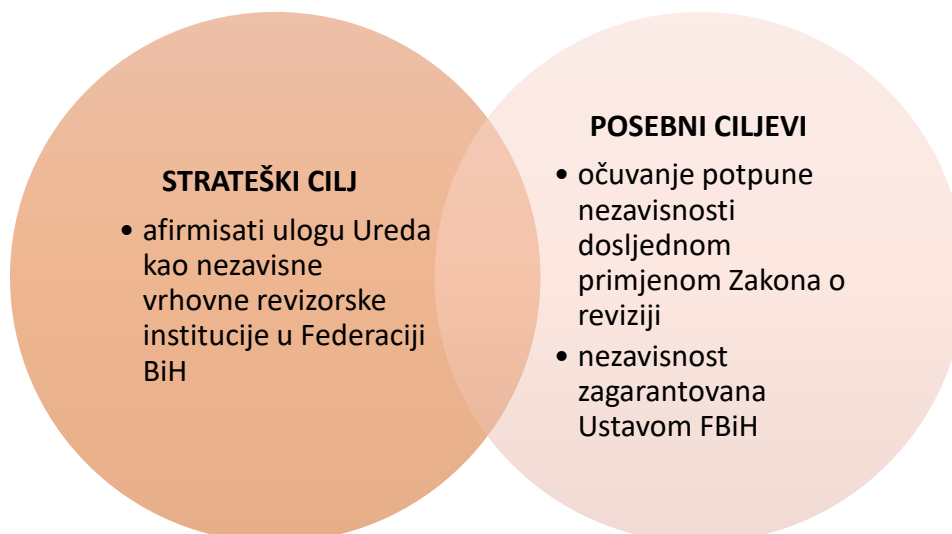 STRATEŠKI CILJ
• afirmisati ulogu Ureda
kao nezavisne
vrhovne revizorske
institucije u Federaciji
BiH
POSEBNI CILJEVI
• očuvanje potpune
nezavisnosti
dosljednom
primjenom Zakona o
reviziji
• nezavisnost
zagarantovana
Ustavom FBiH